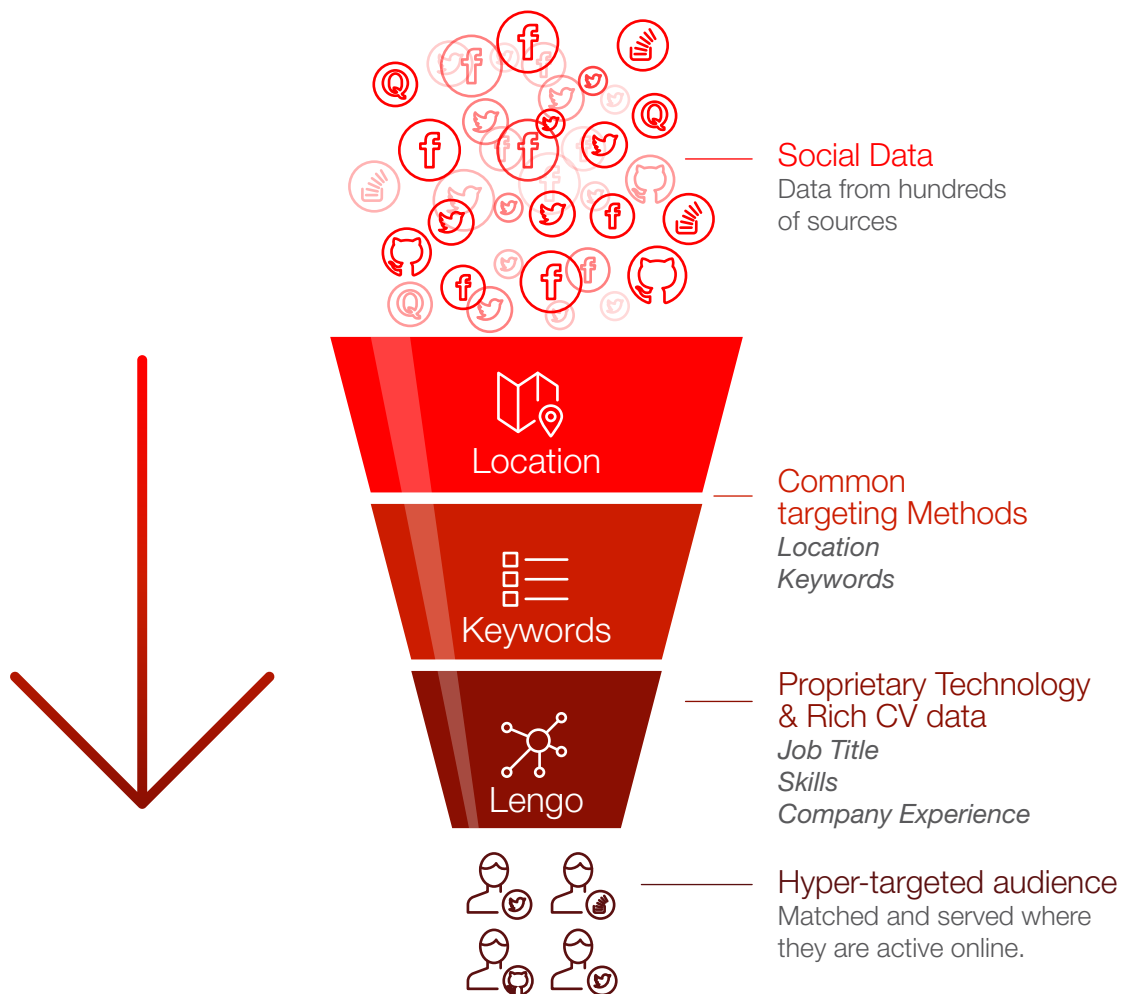 Social Data
Data from hundreds
of sources
Location
Common
targeting Methods
Location
Keywords
Keywords
Proprietary Technology
& Rich CV data
Job Title
Skills
Company Experience
Lengo
Hyper-targeted audience
Matched and served where
they are active online.